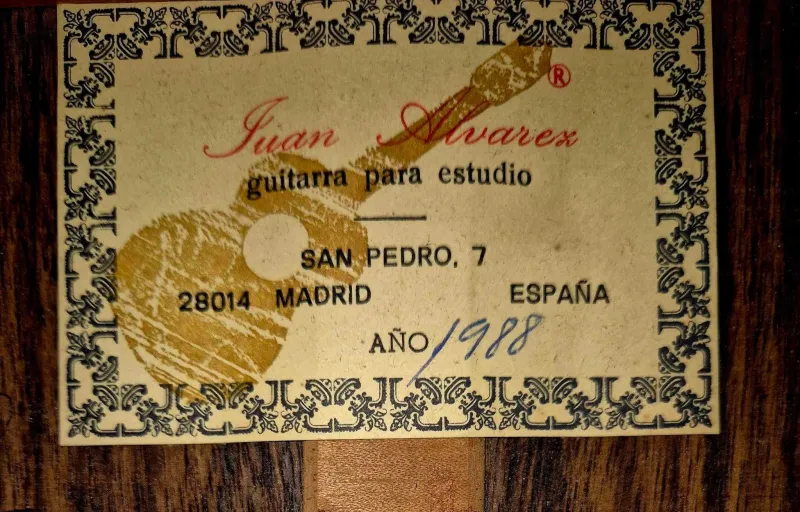 Juan Alvarez ®
guitarra para estudio
SAN PEDRO, 7
28014 MADRID ESPAÑA
AÑO 1988